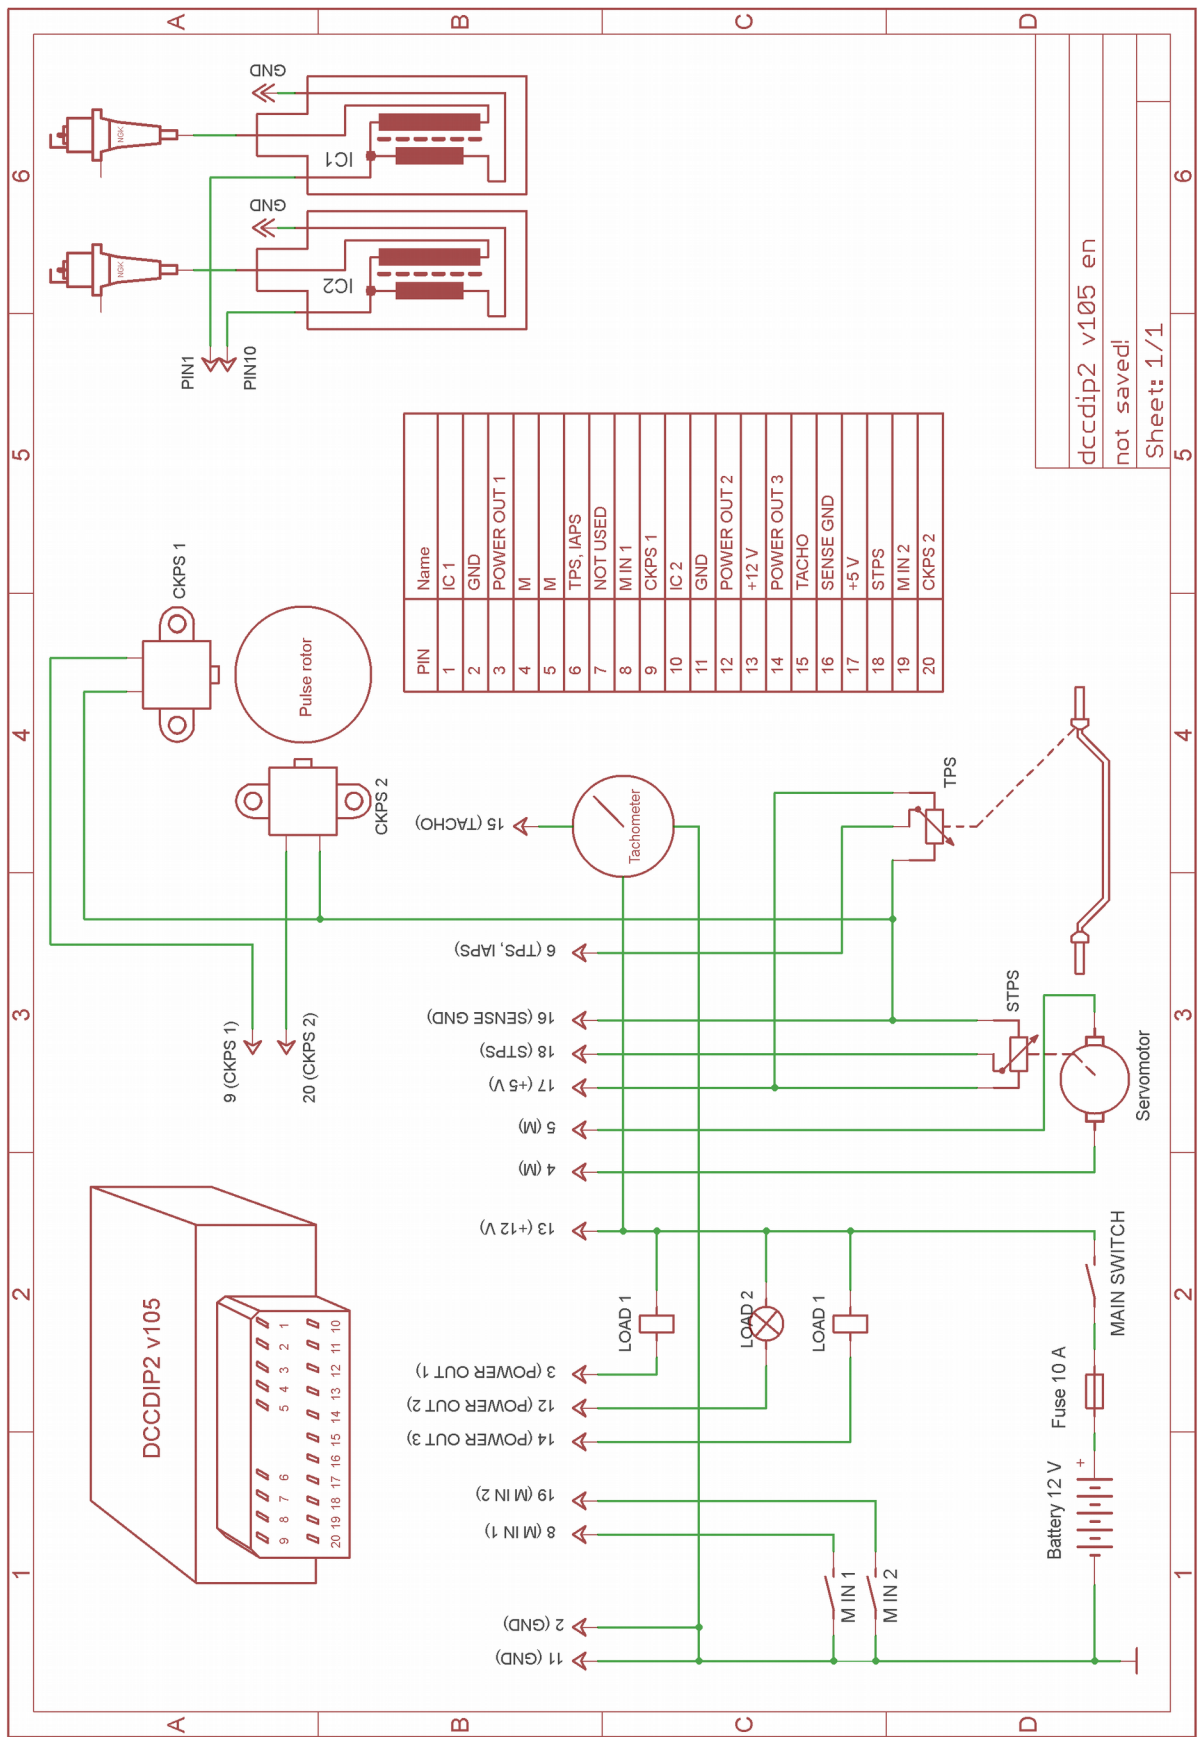 A
B
C
D
6
6
5
5
4
4
3
3
2
2
1
1
A
B
C
D
NGK
NGK
GND
IC1
GND
IC2
PIN1
PIN10
CKPS 1
Pulse rotor
CKPS 2
9 (CKPS 1)
20 (CKPS 2)
PIN Name
1 IC 1
2 GND
3 POWER OUT 1
4 M
5 M
6 TPS, IAPS
7 NOT USED
8 M IN 1
9 CKPS 1
10 IC 2
11 GND
12 POWER OUT 2
13 +12 V
14 POWER OUT 3
15 TACHO
16 SENSE GND
17 +5 V
18 STPS
19 M IN 2
20 CKPS 2
dccdip2 v105 en
not saved!
Sheet: 1/1
DCCDIP2 v105
9 8 7 6 5 4 3 2 1
20 19 18 17 16 15 14 13 12 11 10
15 (TACHO)
Tachometer
6 (TPS, IAPS)
16 (SENSE GND)
18 (STPS)
17 (+5 V)
5 (M)
4 (M)
13 (+12 V)
3 (POWER OUT 1)
12 (POWER OUT 2
14 (POWER) OUT 3
19 (M IN 2)
8 (M IN 1)
2 (GND)
11 (GND)
TPS
STPS
Servomotor
LOAD 1
LOAD 2
LOAD 1
MAIN SWITCH
Fuse 10 A
Battery 12 V
+
M IN 1
M IN 2